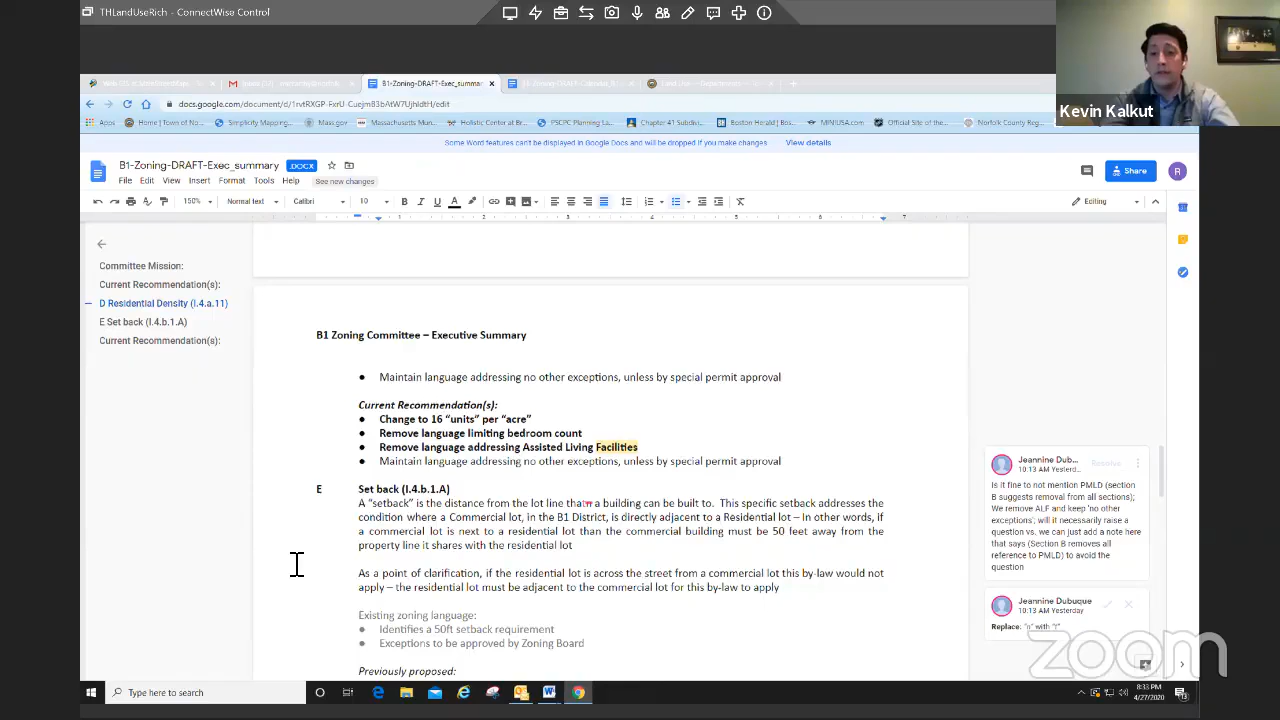 THLandUseRich - ConnectWise Control
Kevin Kalkut
B1-Zoning-DRAFT-Exec_summar
docs.google.com/document/d/
/edit
Apps
Home | Town of No
Simplicity Mapping
Mass.gov
Massachusetts Mun
Holistic Center at Bro
PSCPC Planning La
Chapter 41 Subdivi
Boston Herald | Bos
MINIUSA.com
Official Site of the
Norfolk County Reg
Some Word features can't be displayed in Google Docs and will be dropped if you make changes
View details
B1-Zoning-DRAFT-Exec_summary
.DOCX
Share
R
File Edit View Insert Format Tools Help
See new changes
150%
Normal text
Calibri
10
B I U A
Editing
1 2 3 4 5 6 7
Committee Mission:
Current Recommendation(s):
D Residential Density (I.4.a.11)
E Set back (I.4.b.1.A)
Current Recommendation(s):
B1 Zoning Committee – Executive Summary
● Maintain language addressing no other exceptions, unless by special permit approval
Current Recommendation(s):
● Change to 16 “units” per “acre”
● Remove language limiting bedroom count
● Remove language addressing Assisted Living Facilities
● Maintain language addressing no other exceptions, unless by special permit approval
E Set back (I.4.b.1.A)
A “setback” is the distance from the lot line that a building can be built to. This specific setback addresses the
condition where a Commercial lot, in the B1 District, is directly adjacent to a Residential lot – In other words, if
a commercial lot is next to a residential lot than the commercial building must be 50 feet away from the
property line it shares with the residential lot
As a point of clarification, if the residential lot is across the street from a commercial lot this by-law would not
apply – the residential lot must be adjacent to the commercial lot for this by-law to apply
Existing zoning language:
● Identifies a 50ft setback requirement
● Exceptions to be approved by Zoning Board
Previously proposed:
Jeannine Dub...
10:13 AM Yesterd...
Resolve
Is it fine to not mention PMLD (section
B suggests removal from all sections);
We remove ALF and keep 'no other
exceptions'; will it necessarily raise a
question vs. we can just add a note here
that says (Section B removes all
reference to PMLD) to avoid the
question
Jeannine Dubuque
10:13 AM Yesterday
Replace:
with
zoom
Type here to search
8:33 PM
4/27/2020